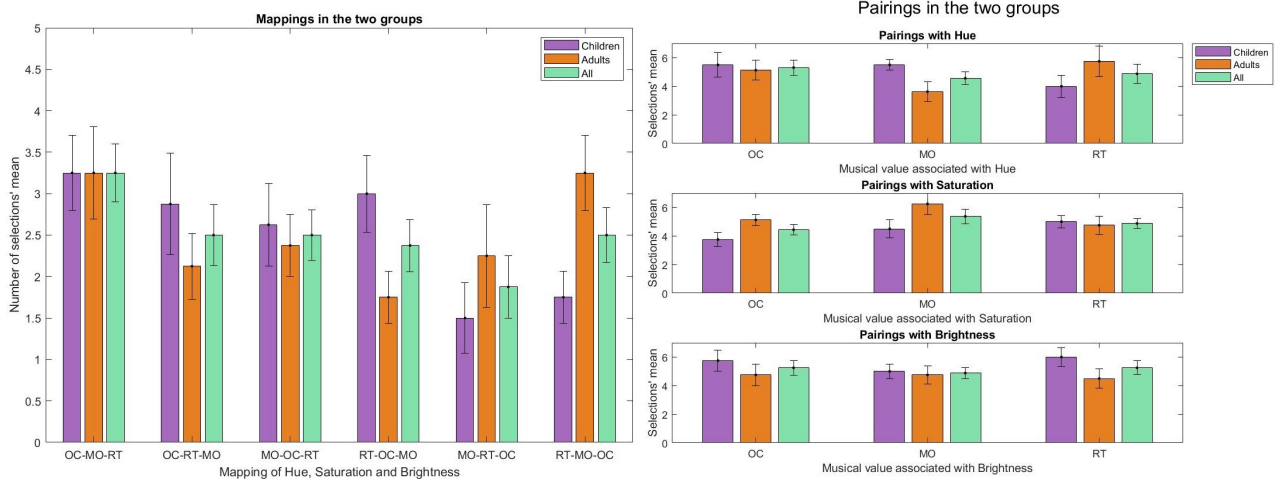 Mappings in the two groups
5
4.5
4
3.5
3
2.5
2
1.5
1
0.5
0
Number of selections' mean
Children
Adults
All
OC-MO-RT OC-RT-MO MO-OC-RT RT-OC-MO MO-RT-OC RT-MO-OC
Mapping of Hue, Saturation and Brightness
Pairings in the two groups
Pairings with Hue
6
4
2
0
Selections' mean
Children
Adults
All
OC MO RT
Musical value associated with Hue
Pairings with Saturation
6
4
2
0
Selections' mean
OC MO RT
Musical value associated with Saturation
Pairings with Brightness
6
4
2
0
Selections' mean
OC MO RT
Musical value associated with Brightness